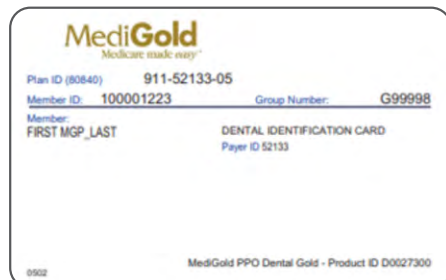 MediGold
Medicare made easy™
Plan ID (80840) 911-52133-05
Member ID: 100001223 Group Number: G99998
Member:
FIRST MGP_LAST DENTAL IDENTIFICATION CARD
Payer ID 52133
MediGold PPO Dental Gold - Product ID D0027300
0502